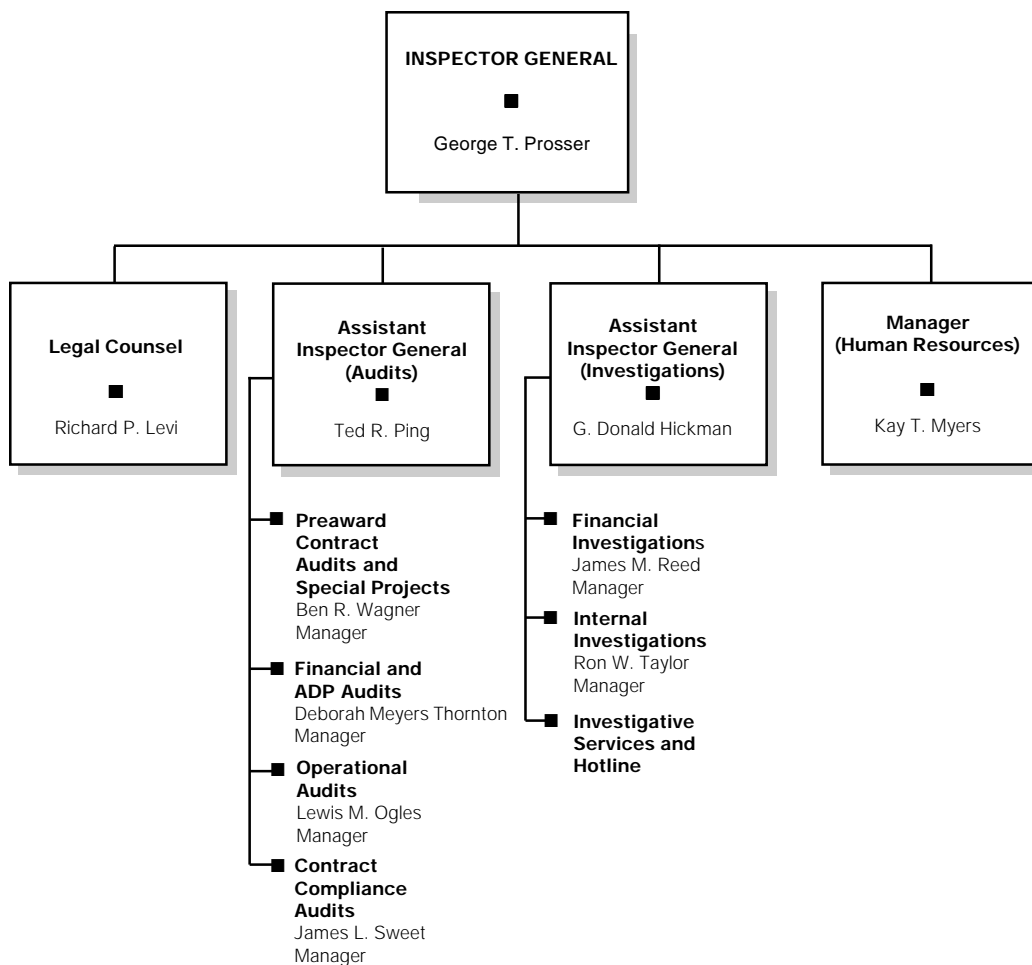 INSPECTOR GENERAL
George T. Prosser
Legal Counsel
Richard P. Levi
Assistant
Inspector General
(Audits)
Ted R. Ping
Assistant
Inspector General
(Investigations)
G. Donald Hickman
Manager
(Human Resources)
Kay T. Myers
Preaward
Contract
Audits and
Special Projects
Ben R. Wagner
Manager
Financial and
ADP Audits
Deborah Meyers Thornton
Manager
Operational
Audits
Lewis M. Ogles
Manager
Contract
Compliance
Audits
James L. Sweet
Manager
Financial
Investigations
James M. Reed
Manager
Internal
Investigations
Ron W. Taylor
Manager
Investigative
Services and
Hotline